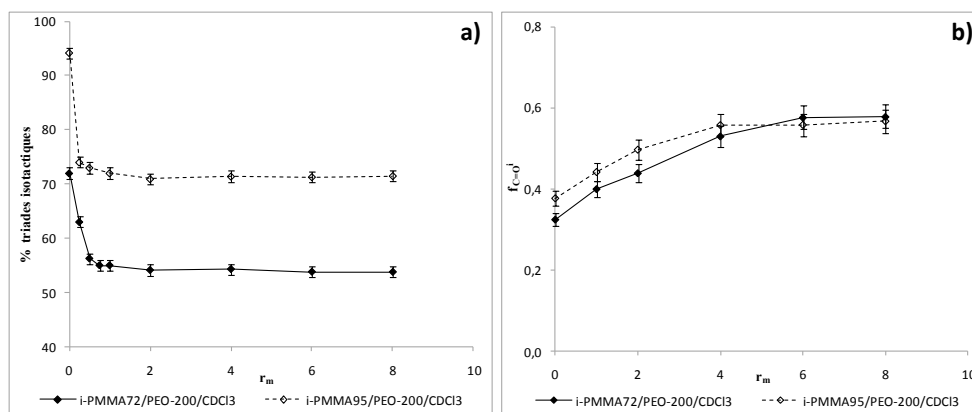 a)
% triades isotactiques
100
90
80
70
60
50
40
0 2 4 6 8 10
r_m
i-PMMA72/PEO-200/CDCl3 i-PMMA95/PEO-200/CDCl3
b)
f_C=O^i
0,8
0,6
0,4
0,2
0,0
0 2 4 6 8 10
r_m
i-PMMA72/PEO-200/CDCl3 i-PMMA95/PEO-200/CDCl3